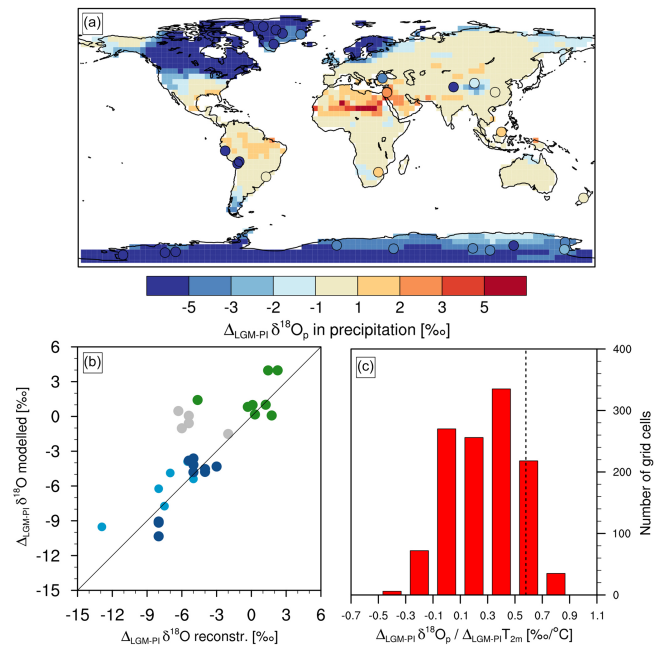 (a)
-5 -3 -2 -1 1 2 3 5
Δ_LGM-PI δ¹⁸O_p in precipitation [‰]
(b)
6
3
0
-3
-6
-9
-12
-15
Δ_LGM-PI δ¹⁸O modelled [‰]
-15 -12 -9 -6 -3 0 3 6
Δ_LGM-PI δ¹⁸O reconstr. [‰]
(c)
400
300
200
100
0
Number of grid cells
-0.7 -0.3 -0.1 0.1 0.2 0.3 0.5 0.7 0.9 1.1
Δ_LGM-PI δ¹⁸O_p / Δ_LGM-PI T_2m [‰/°C]